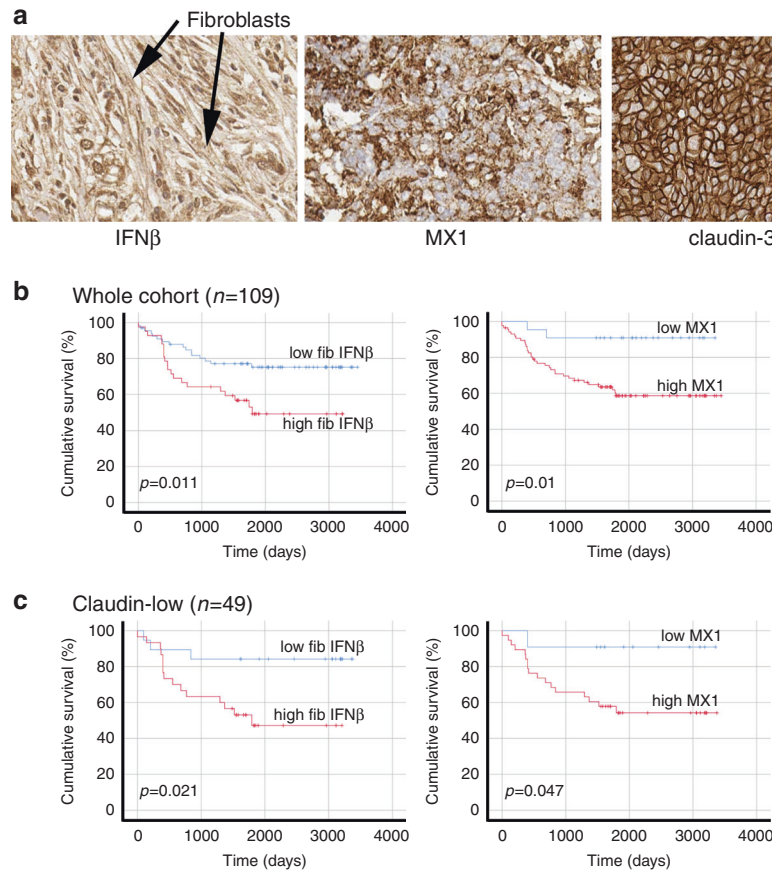 a
Fibroblasts
IFNβ
MX1
claudin-3
b Whole cohort (n=109)
Cumulative survival (%)
100
80
60
40
20
0
low fib IFNβ
high fib IFNβ
p=0.011
0 1000 2000 3000 4000
Time (days)
Cumulative survival (%)
100
80
60
40
20
0
low MX1
high MX1
p=0.01
0 1000 2000 3000 4000
Time (days)
c Claudin-low (n=49)
Cumulative survival (%)
100
80
60
40
20
0
low fib IFNβ
high fib IFNβ
p=0.021
0 1000 2000 3000 4000
Time (days)
Cumulative survival (%)
100
80
60
40
20
0
low MX1
high MX1
p=0.047
0 1000 2000 3000 4000
Time (days)